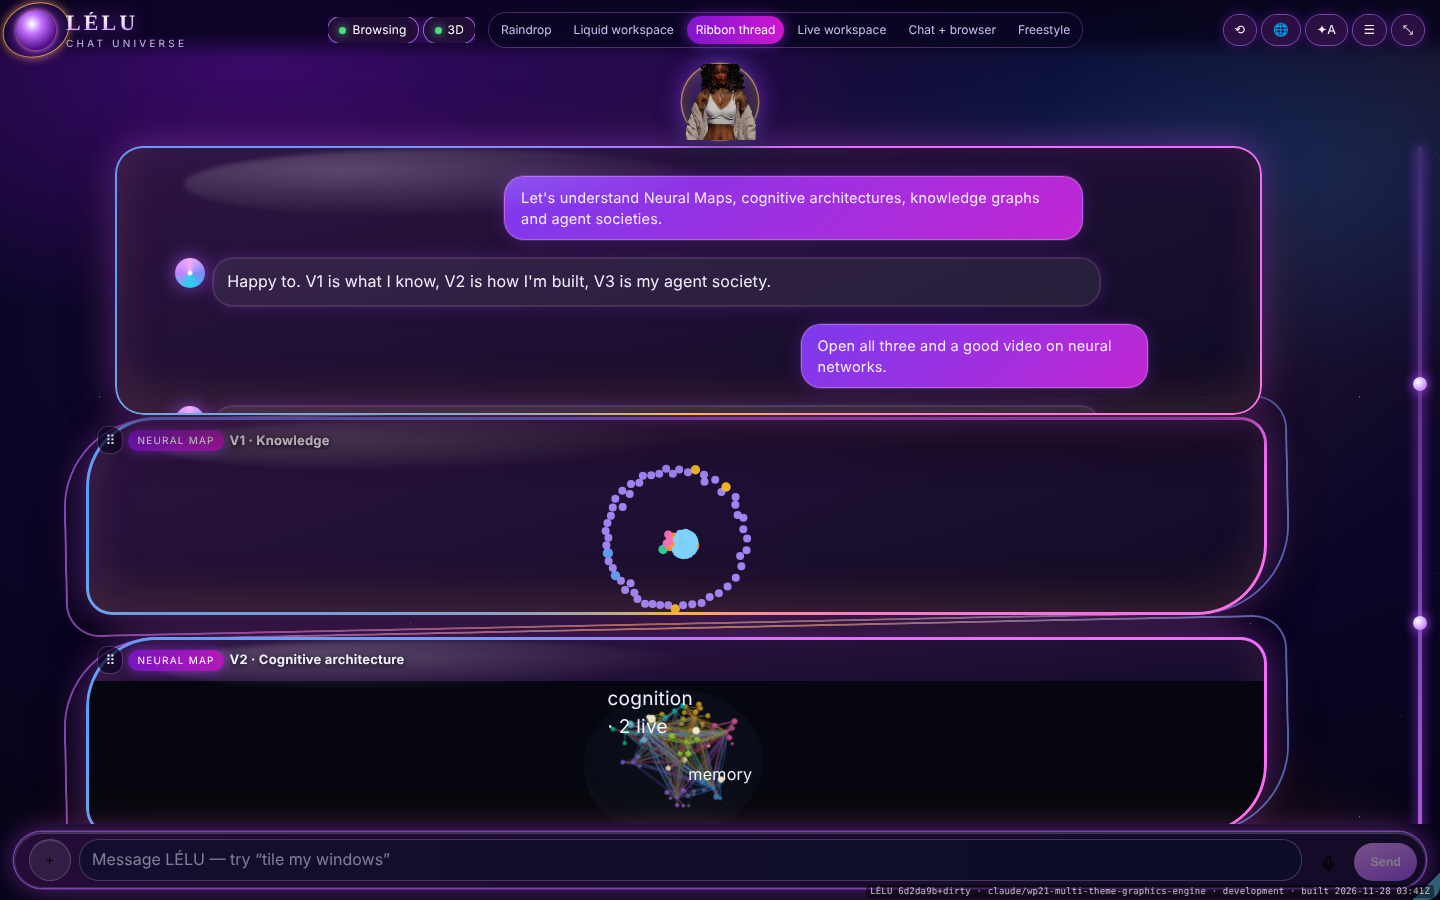 LÉLU
CHAT UNIVERSE
Browsing
3D
Raindrop
Liquid workspace
Ribbon thread
Live workspace
Chat + browser
Freestyle
✦A
Let's understand Neural Maps, cognitive architectures, knowledge graphs
and agent societies.
Happy to. V1 is what I know, V2 is how I'm built, V3 is my agent society.
Open all three and a good video on neural
networks.
NEURAL MAP V1 · Knowledge
NEURAL MAP V2 · Cognitive architecture
cognition
· 2 live
memory
+
Message LÉLU — try “tile my windows”
Send
LÉLU 6d2da9b+dirty · claude/wp21-multi-theme-graphics-engine · development · built 2026-11-28 03:41Z